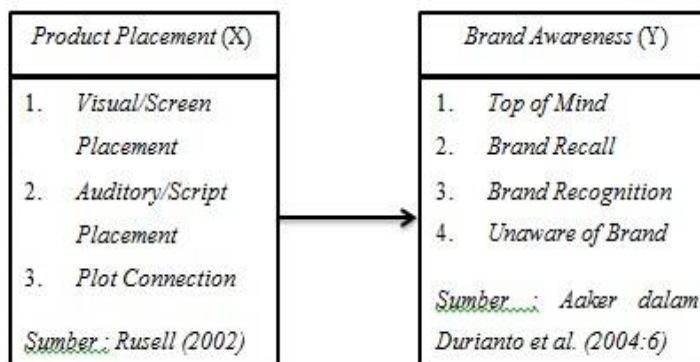 Product Placement (X)
1. Visual/Screen
Placement
2. Auditory/Script
Placement
3. Plot Connection
Sumber : Rusell (2002)
Brand Awareness (Y)
1. Top of Mind
2. Brand Recall
3. Brand Recognition
4. Unaware of Brand
Sumber : Aaker dalam
Durianto et al. (2004:6)